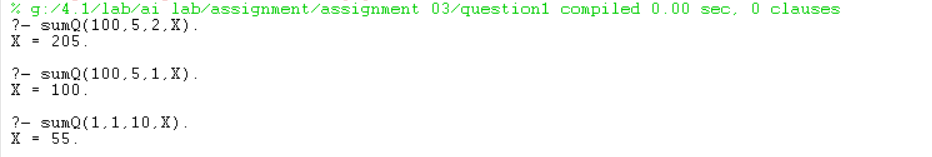 % g:/4.1/lab/ai lab/assignment/assignment 03/question1 compiled 0.00 sec, 0 clauses
?- sumQ(100,5,2,X).
X = 205.
?- sumQ(100,5,1,X).
X = 100.
?- sumQ(1,1,10,X).
X = 55.